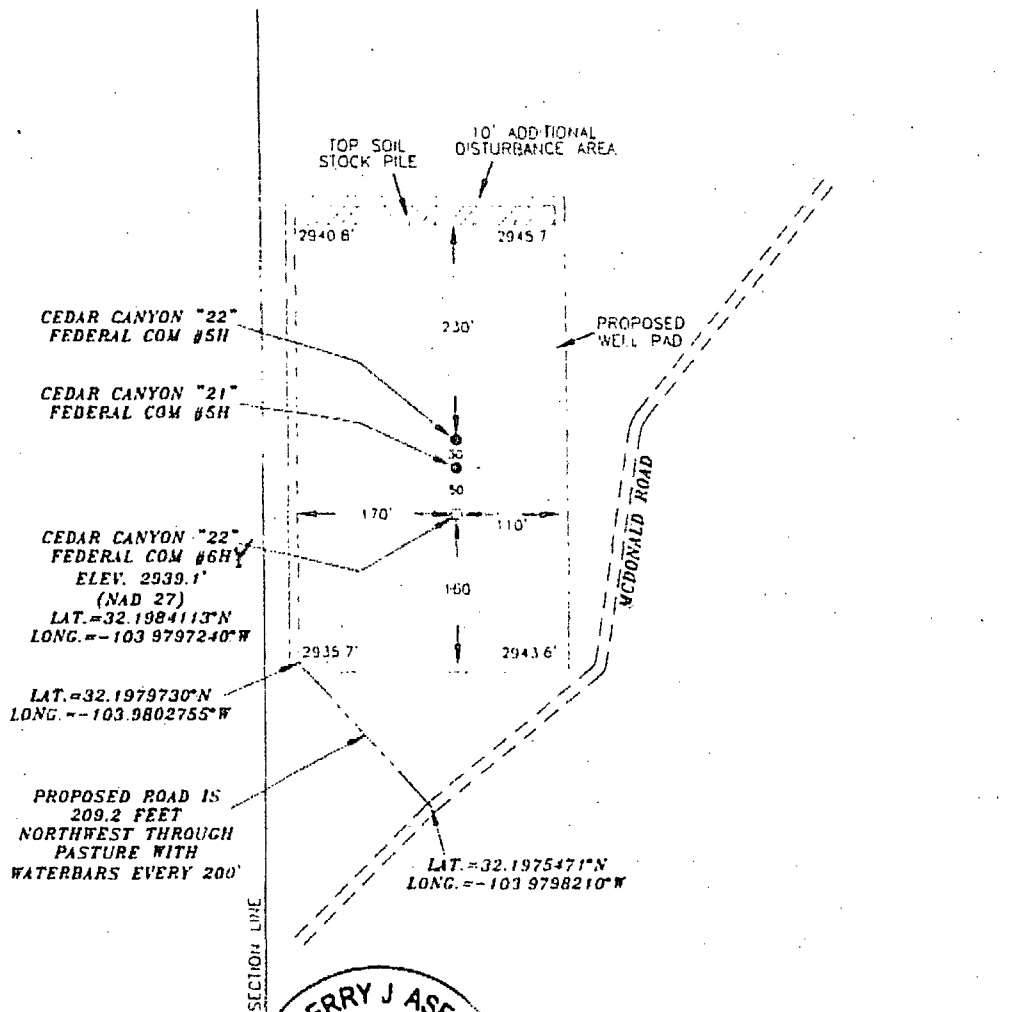 TOP SOIL
STOCK PILE
10' ADDITIONAL
DISTURBANCE AREA
2940.8'
2945.7
CEDAR CANYON "22"
FEDERAL COM #5H
230'
PROPOSED
WELL PAD
CEDAR CANYON "21"
FEDERAL COM #5H
30
50
170'
110'
CEDAR CANYON "22"
FEDERAL COM #6H
ELEV. 2939.1'
(NAD 27)
LAT.=32.1984113°N
LONG.=-103.9797240°W
160
MCDONALD ROAD
2935.7'
2943.6'
LAT.=32.1979730°N
LONG.=-103.9802755°W
PROPOSED ROAD IS
209.2 FEET
NORTHWEST THROUGH
PASTURE WITH
WATERBARS EVERY 200'
LAT.=32.1975471°N
LONG.=-103.9798210°W
SECTION LINE
ERRY J ASE